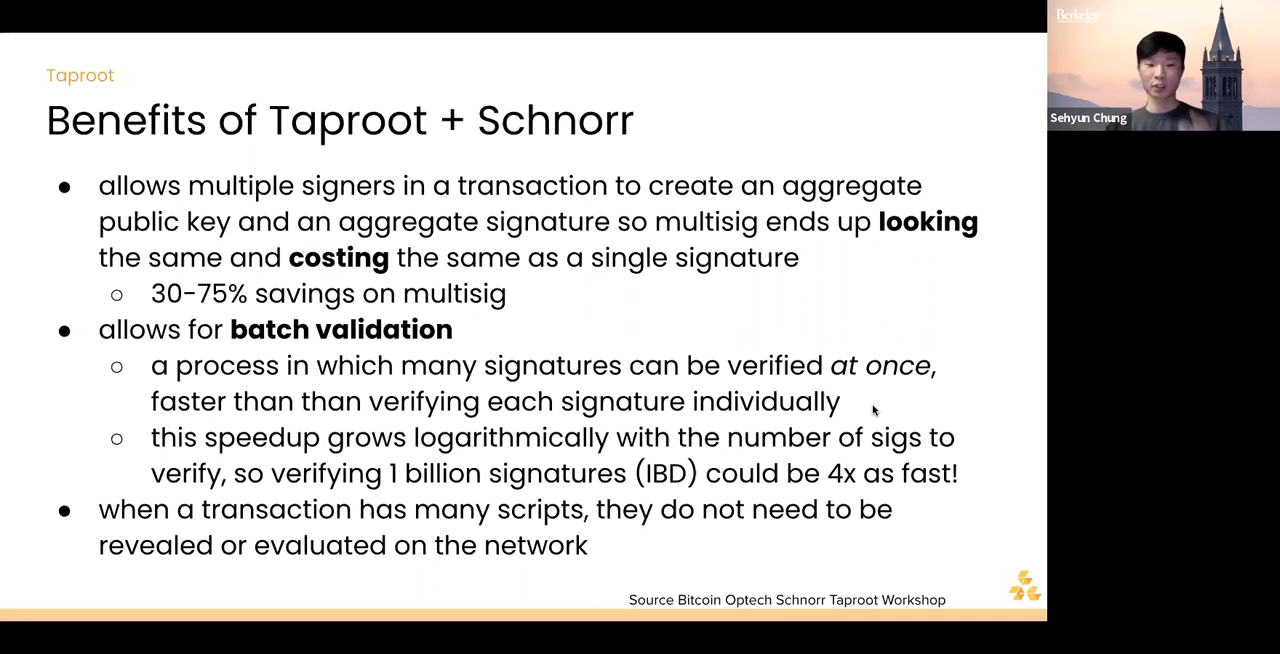 Taproot
Benefits of Taproot + Schnorr
● allows multiple signers in a transaction to create an aggregate
public key and an aggregate signature so multisig ends up looking
the same and costing the same as a single signature
○ 30-75% savings on multisig
● allows for batch validation
○ a process in which many signatures can be verified at once,
faster than than verifying each signature individually
○ this speedup grows logarithmically with the number of sigs to
verify, so verifying 1 billion signatures (IBD) could be 4x as fast!
● when a transaction has many scripts, they do not need to be
revealed or evaluated on the network
Source Bitcoin Optech Schnorr Taproot Workshop
Berkeley
Sehyun Chung